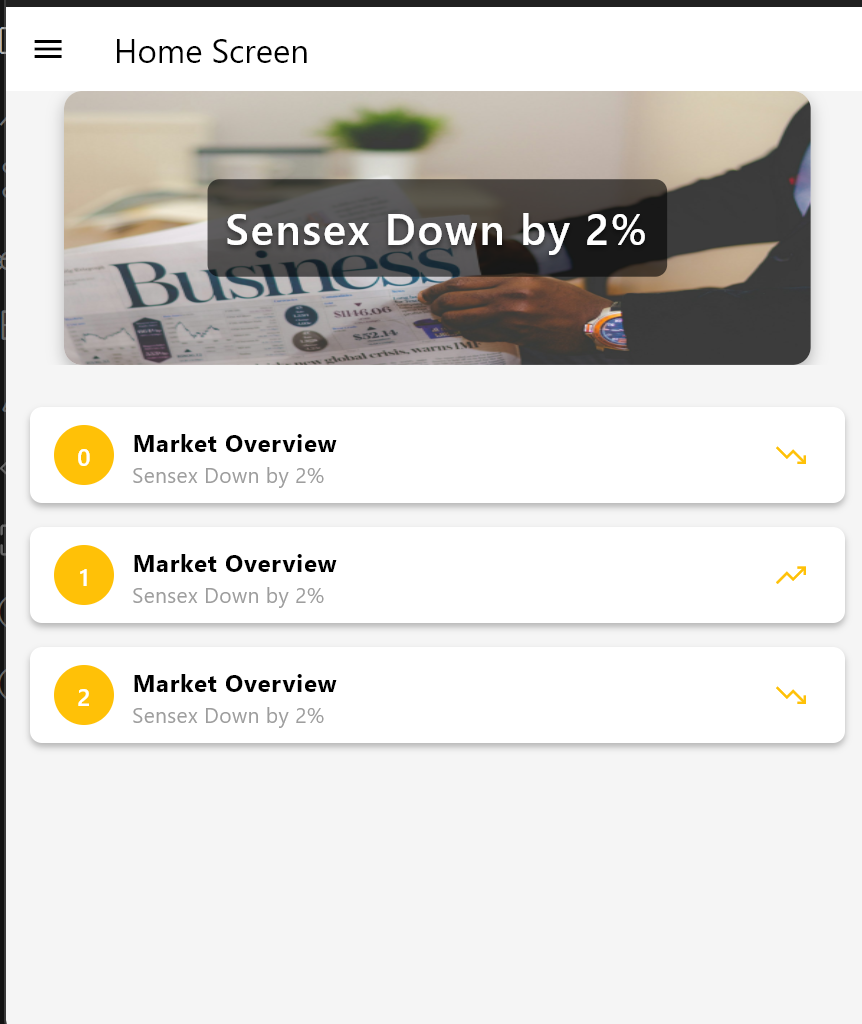 Home Screen
Sensex Down by 2%
Business
$1146.06
$52.14
new global crisis, warns IMF
0
Market Overview
Sensex Down by 2%
1
Market Overview
Sensex Down by 2%
2
Market Overview
Sensex Down by 2%